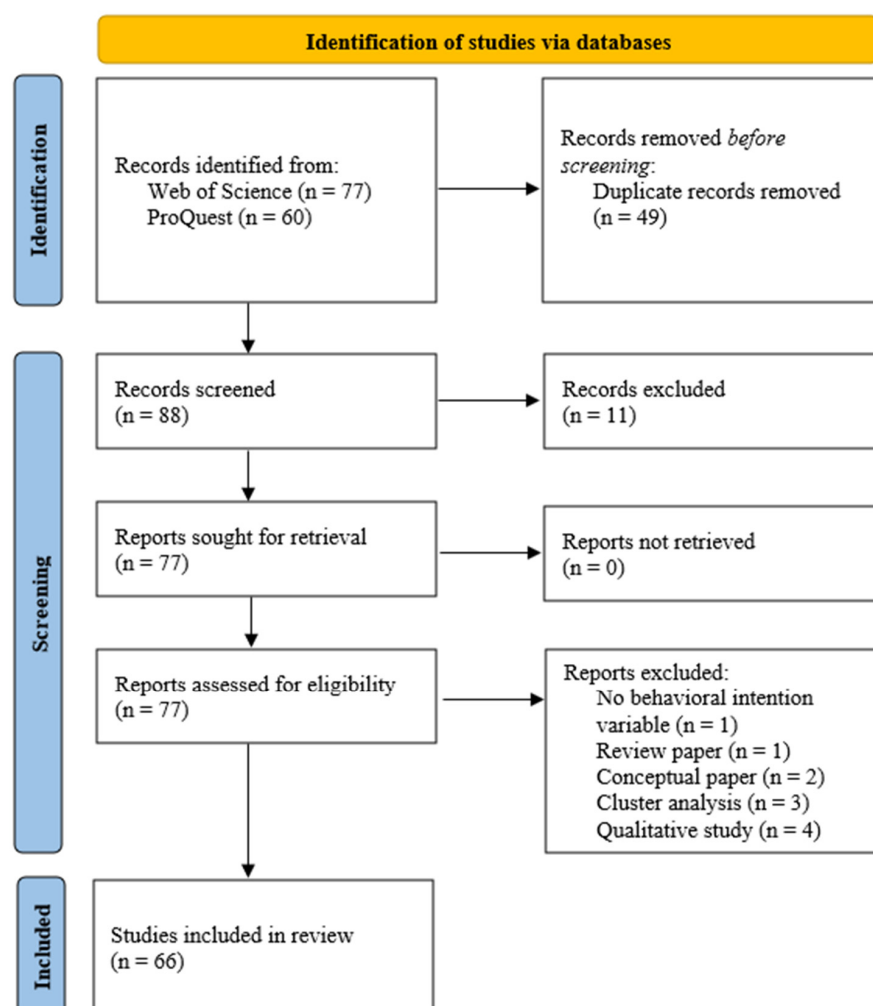 Identification of studies via databases
Identification
Records identified from:
Web of Science (n = 77)
ProQuest (n = 60)
Records removed before
screening:
Duplicate records removed
(n = 49)
Screening
Records screened
(n = 88)
Records excluded
(n = 11)
Reports sought for retrieval
(n = 77)
Reports not retrieved
(n = 0)
Reports assessed for eligibility
(n = 77)
Reports excluded:
No behavioral intention
variable (n = 1)
Review paper (n = 1)
Conceptual paper (n = 2)
Cluster analysis (n = 3)
Qualitative study (n = 4)
Included
Studies included in review
(n = 66)